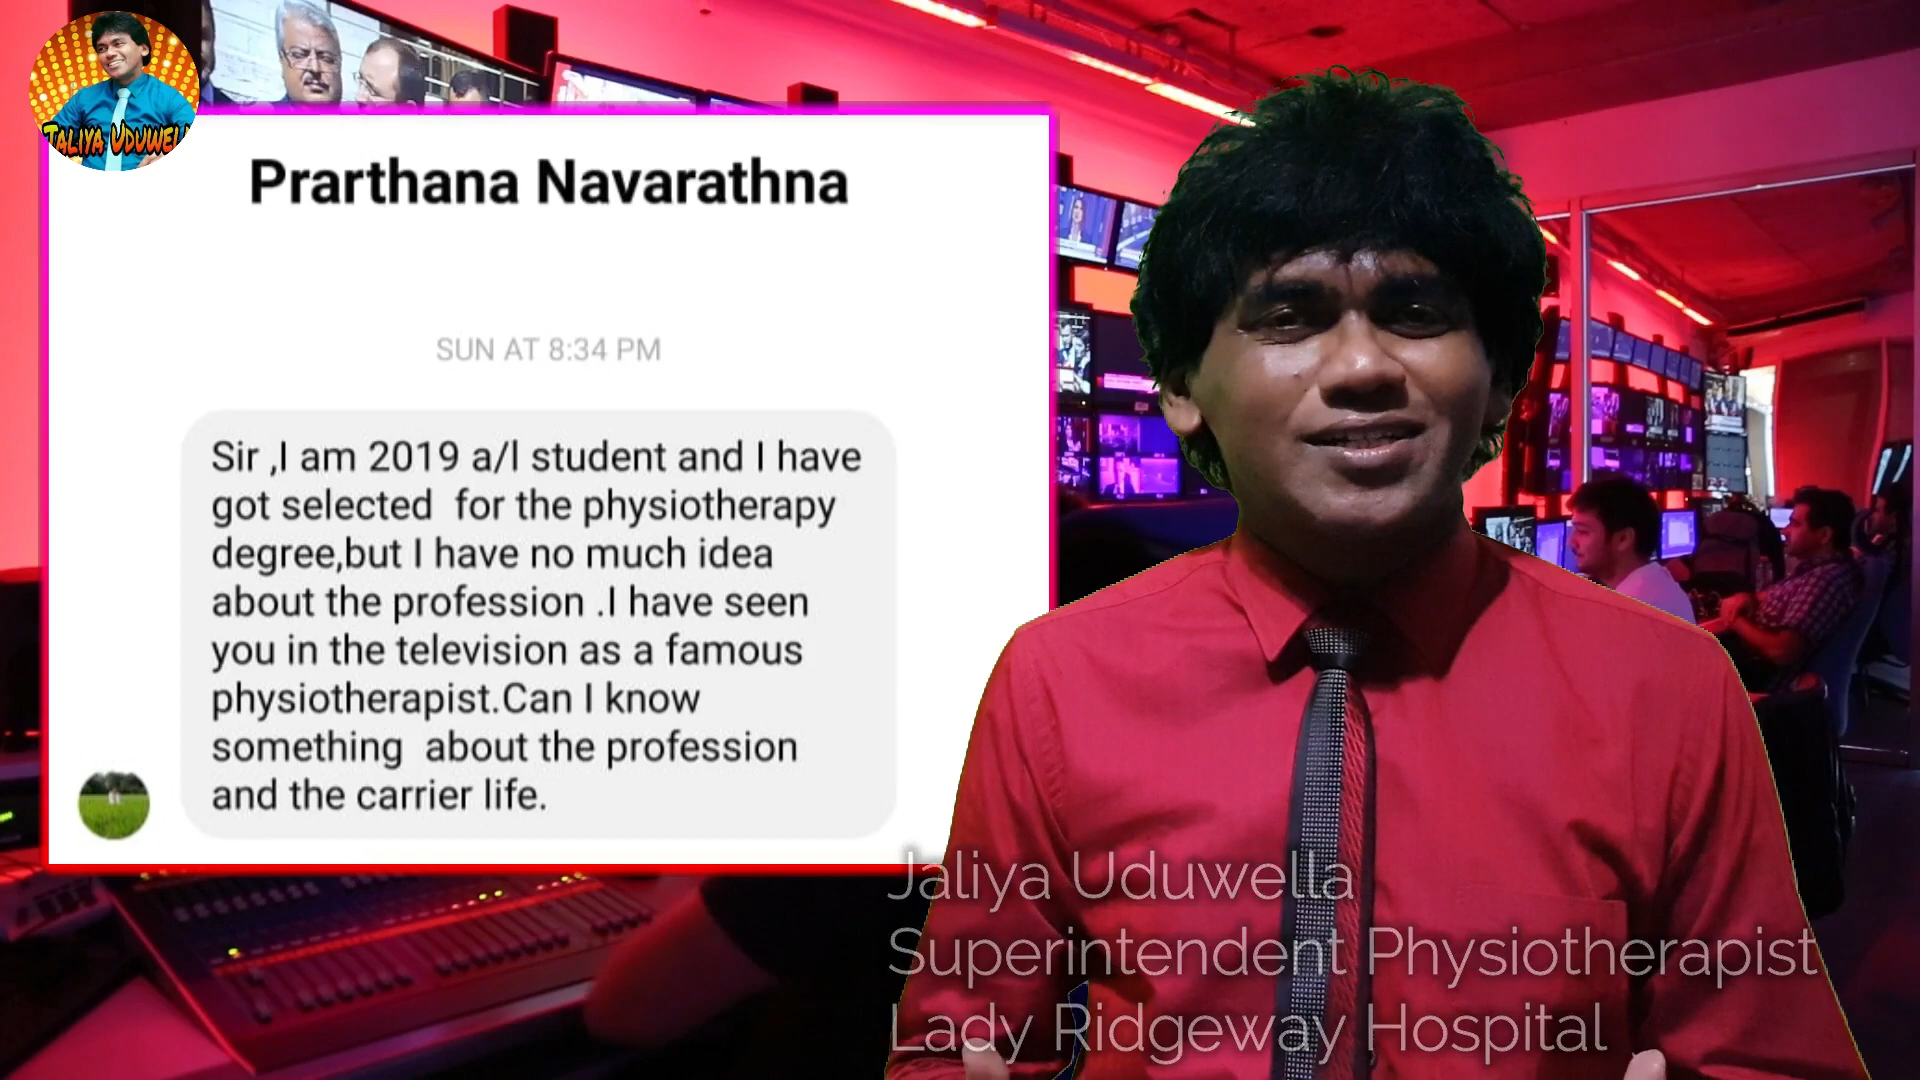 JALIYA UDUWELL
Prarthana Navarathna
SUN AT 8:34 PM
Sir ,I am 2019 a/l student and I have
got selected  for the physiotherapy
degree,but I have no much idea
about the profession .I have seen
you in the television as a famous
physiotherapist.Can I know
something  about the profession
and the carrier life.
Jaliya Uduwella
Superintendent Physiotherapist
Lady Ridgeway Hospital